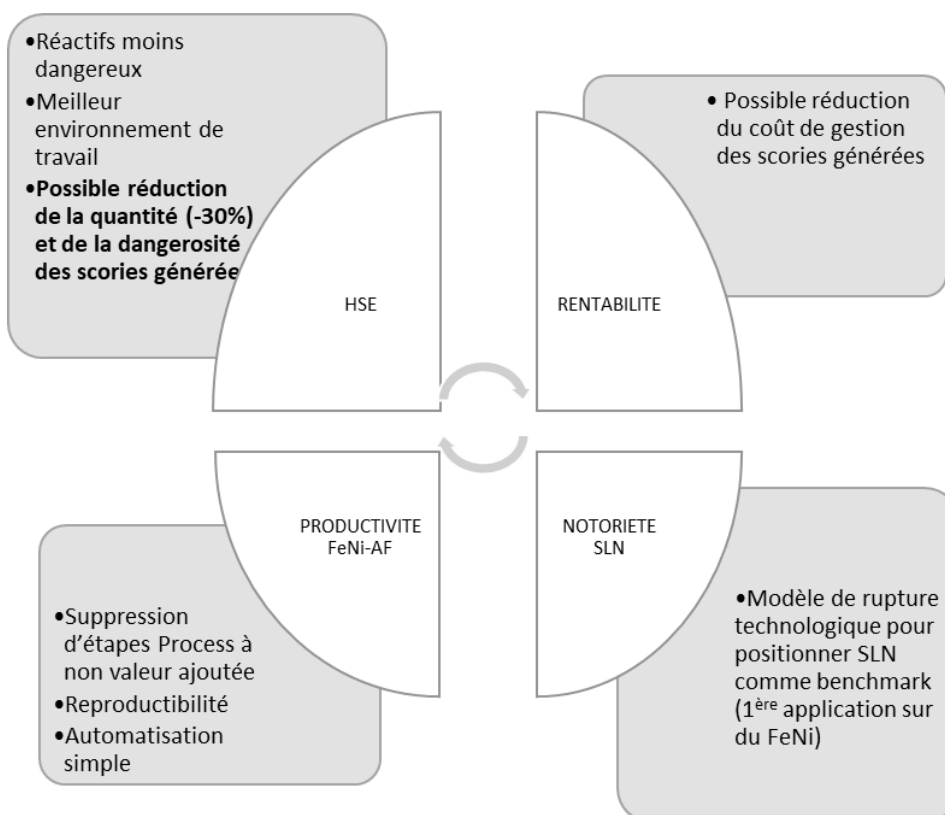 •Réactifs moins
dangereux
•Meilleur
environnement de
travail
•Possible réduction
de la quantité (-30%)
et de la dangerosité
des scories générée
HSE
• Possible réduction
du coût de gestion
des scories générées
RENTABILITE
PRODUCTIVITE
FeNi-AF
•Suppression
d’étapes Process à
non valeur ajoutée
•Reproductibilité
•Automatisation
simple
NOTORIETE
SLN
•Modèle de rupture
technologique pour
positionner SLN
comme benchmark
(1ère application sur
du FeNi)